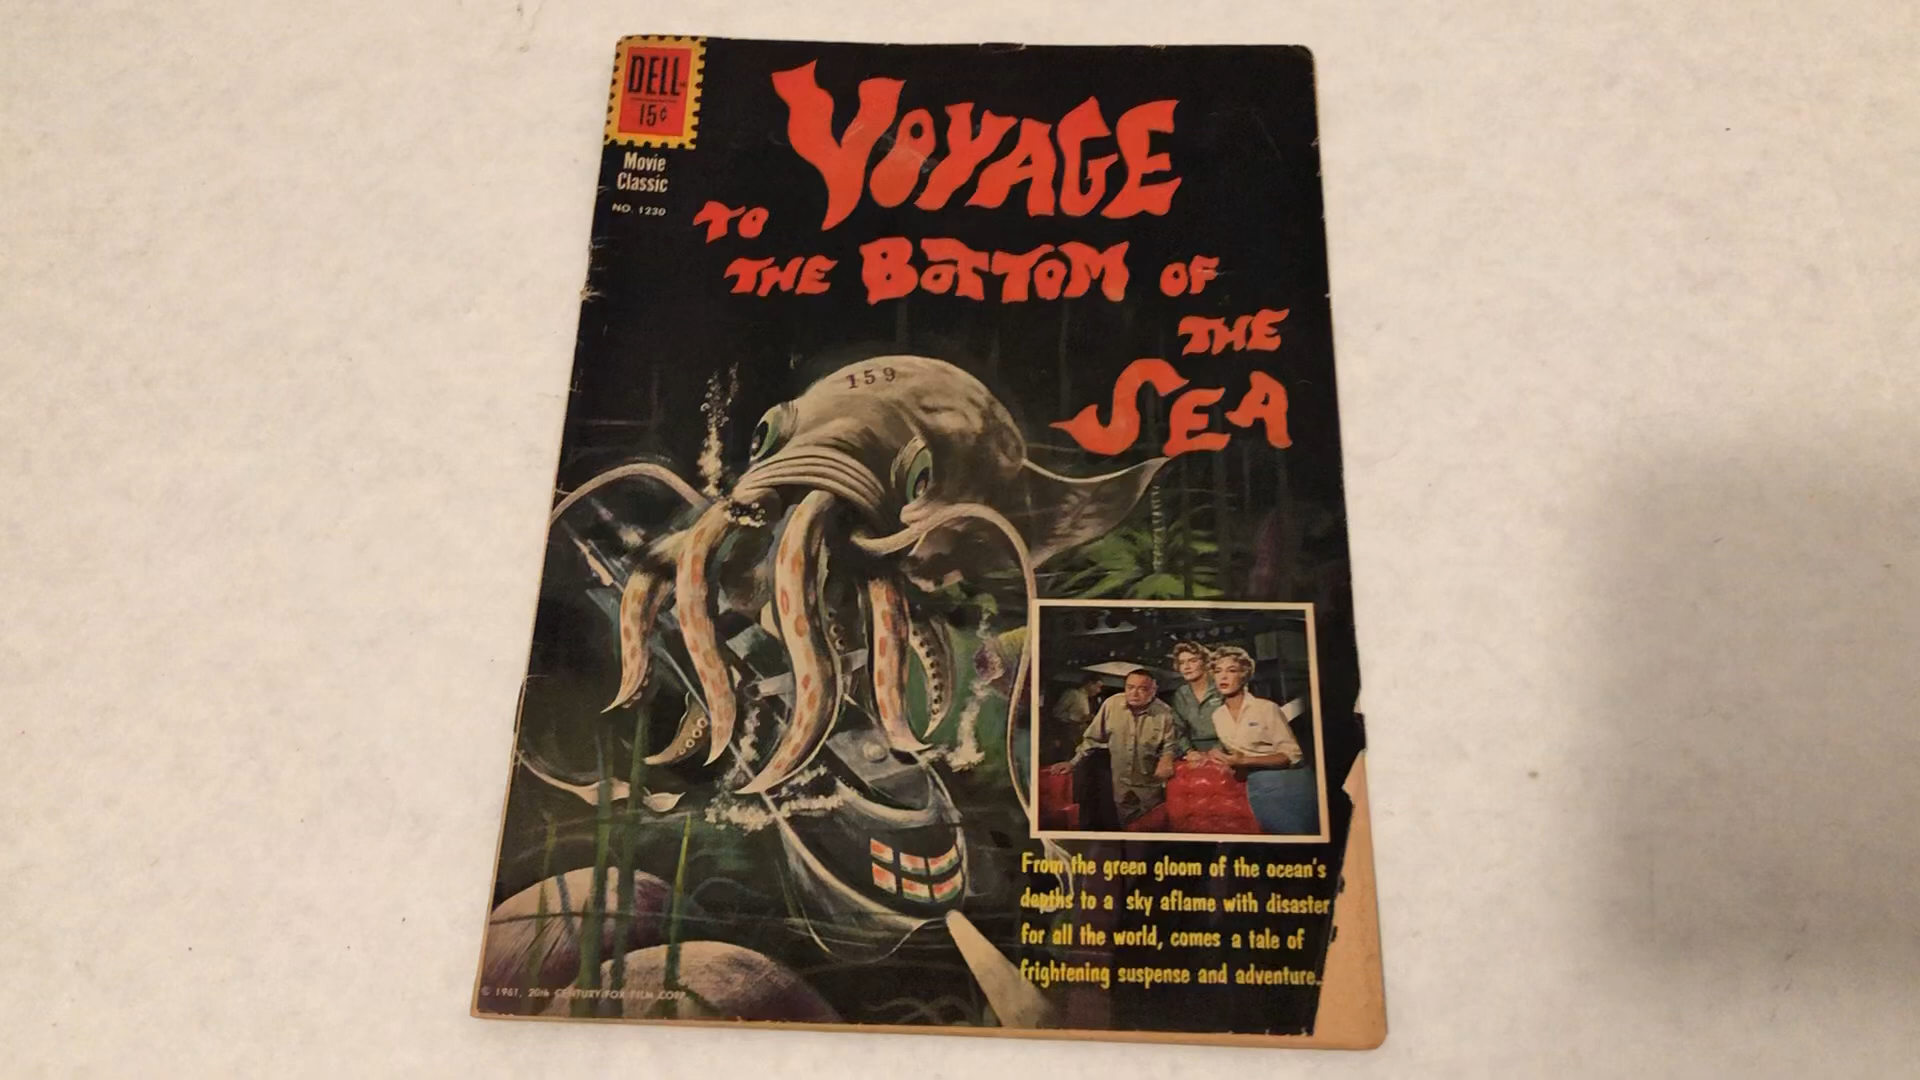 DELL
15¢
Movie
Classic
NO. 1230
VOYAGE
TO
THE BOTTOM OF
THE
SEA
159
From the green gloom of the ocean's
depths to a sky aflame with disaster
for all the world, comes a tale of
frightening suspense and adventure.
© 1961, 20th CENTURY-FOX FILM CORP.